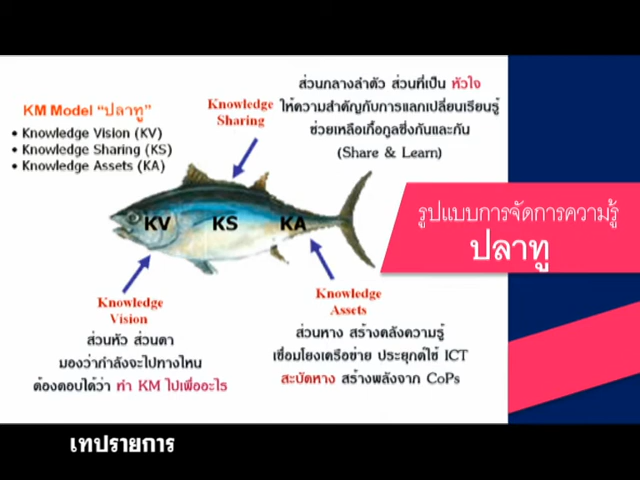 KM Model "ปลาทู"
• Knowledge Vision (KV)
• Knowledge Sharing (KS)
• Knowledge Assets (KA)
Knowledge
Sharing
ส่วนกลางลำตัว ส่วนที่เป็น หัวใจ
ให้ความสำคัญกับการแลกเปลี่ยนเรียนรู้
ช่วยเหลือเกื้อกูลซึ่งกันและกัน
(Share & Learn)
KV
KS
KA
รูปแบบการจัดการความรู้
ปลาทู
Knowledge
Vision
ส่วนหัว ส่วนตา
มองว่ากำลังจะไปทางไหน
ต้องตอบได้ว่า ทำ KM ไปเพื่ออะไร
Knowledge
Assets
ส่วนหาง สร้างคลังความรู้
เชื่อมโยงเครือข่าย ประยุกต์ใช้ ICT
สะบัดหาง สร้างพลังจาก CoPs
เทปรายการ